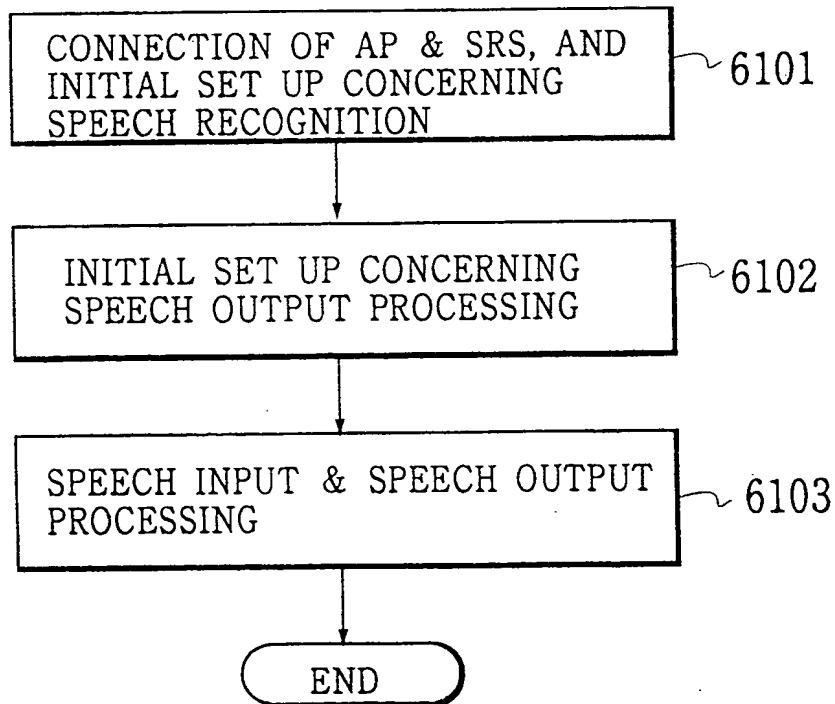 CONNECTION OF AP & SRS, AND
INITIAL SET UP CONCERNING
SPEECH RECOGNITION
6101
INITIAL SET UP CONCERNING
SPEECH OUTPUT PROCESSING
6102
SPEECH INPUT & SPEECH OUTPUT
PROCESSING
6103
END